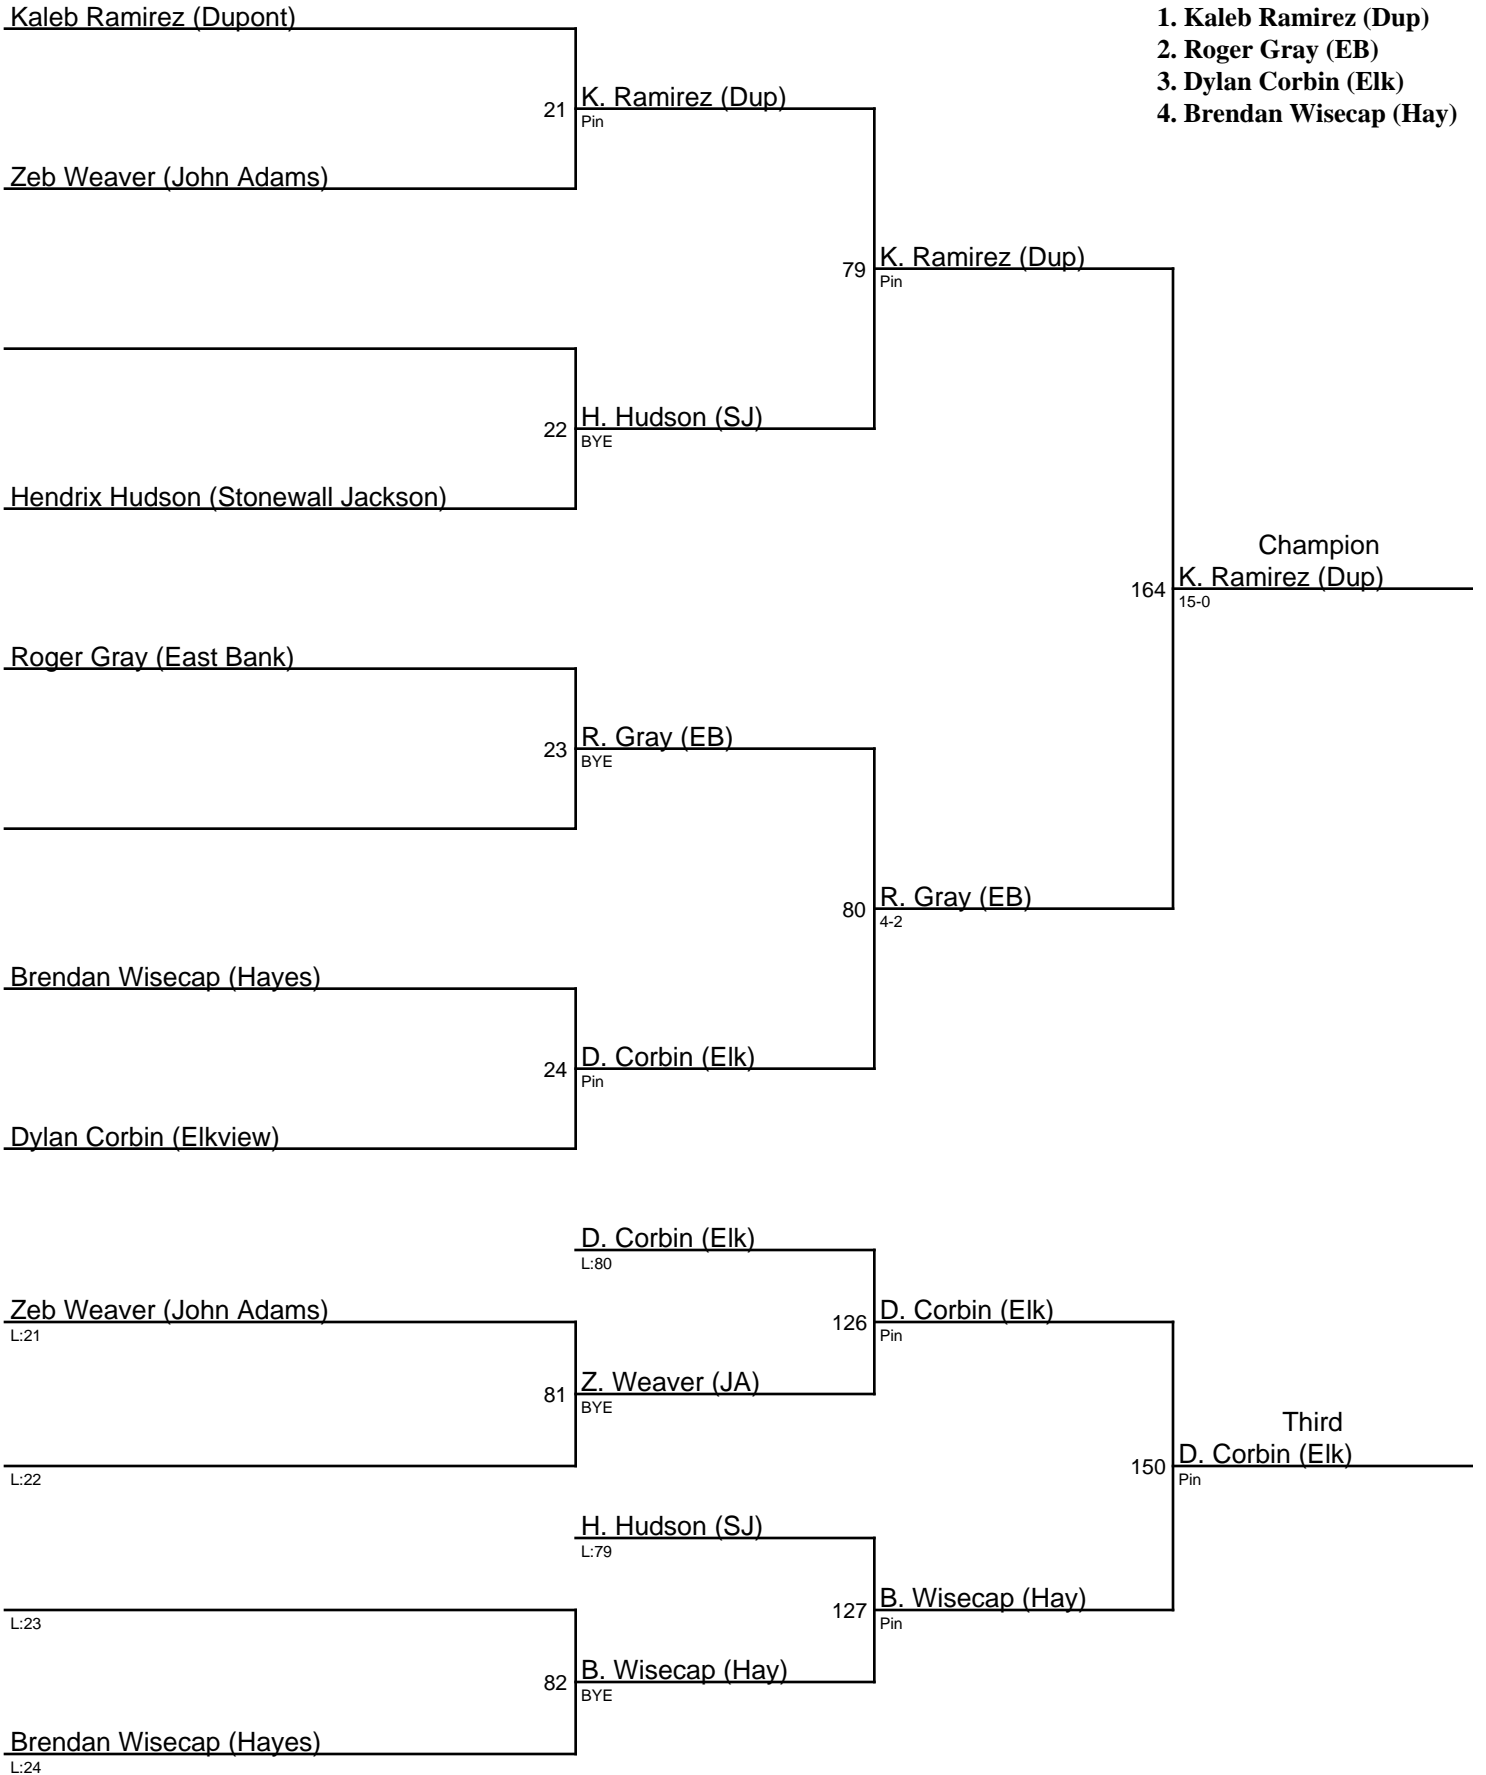 Kaleb Ramirez (Dupont)
1. Kaleb Ramirez (Dup)
2. Roger Gray (EB)
3. Dylan Corbin (Elk)
4. Brendan Wisecap (Hay)
21
K. Ramirez (Dup)
Pin
Zeb Weaver (John Adams)
79
K. Ramirez (Dup)
Pin
22
H. Hudson (SJ)
BYE
Hendrix Hudson (Stonewall Jackson)
Champion
164
K. Ramirez (Dup)
15-0
Roger Gray (East Bank)
23
R. Gray (EB)
BYE
80
R. Gray (EB)
4-2
Brendan Wisecap (Hayes)
24
D. Corbin (Elk)
Pin
Dylan Corbin (Elkview)
D. Corbin (Elk)
L:80
Zeb Weaver (John Adams)
L:21
126
D. Corbin (Elk)
Pin
81
Z. Weaver (JA)
BYE
Third
150
D. Corbin (Elk)
Pin
L:22
H. Hudson (SJ)
L:79
127
B. Wisecap (Hay)
Pin
L:23
82
B. Wisecap (Hay)
BYE
Brendan Wisecap (Hayes)
L:24